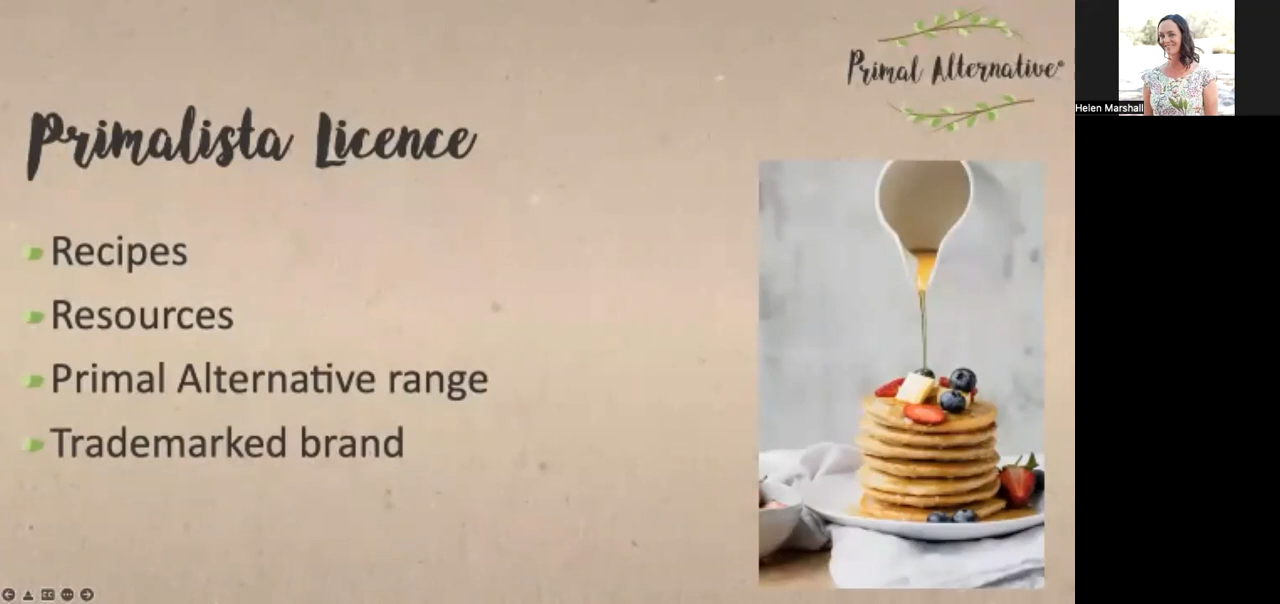 Primal Alternative®
Helen Marshall
Primalista Licence
Recipes
Resources
Primal Alternative range
Trademarked brand